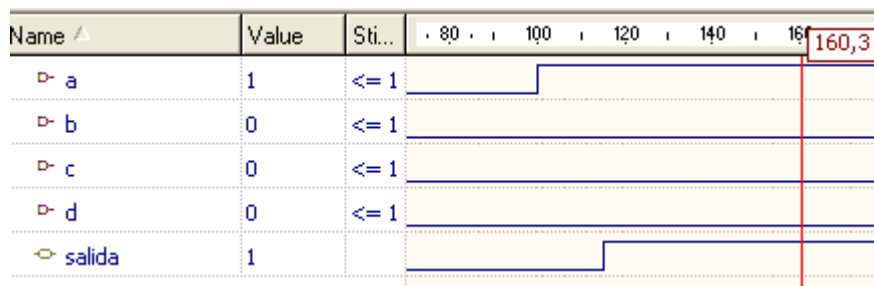 Name Value Sti... 80 100 120 140 160,3
a 1 <= 1
b 0 <= 1
c 0 <= 1
d 0 <= 1
salida 1